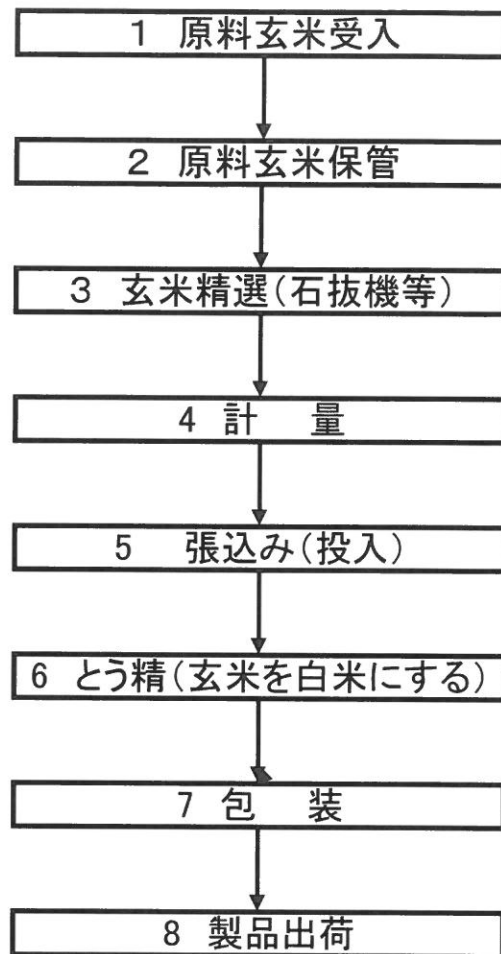 1 原料玄米受入
2 原料玄米保管
3 玄米精選(石抜機等)
4 計 量
5 張込み(投入)
6 とう精(玄米を白米にする)
7 包 装
8 製品出荷